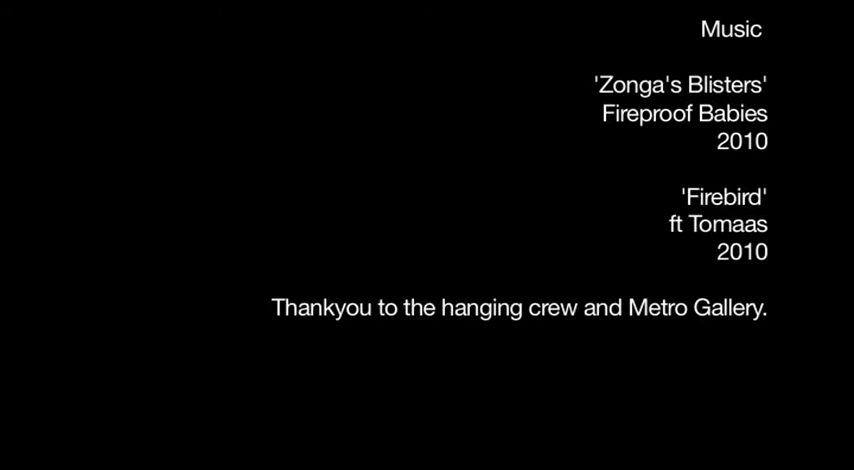 Music
'Zonga's Blisters'
Fireproof Babies
2010
'Firebird'
ft Tomaas
2010
Thankyou to the hanging crew and Metro Gallery.